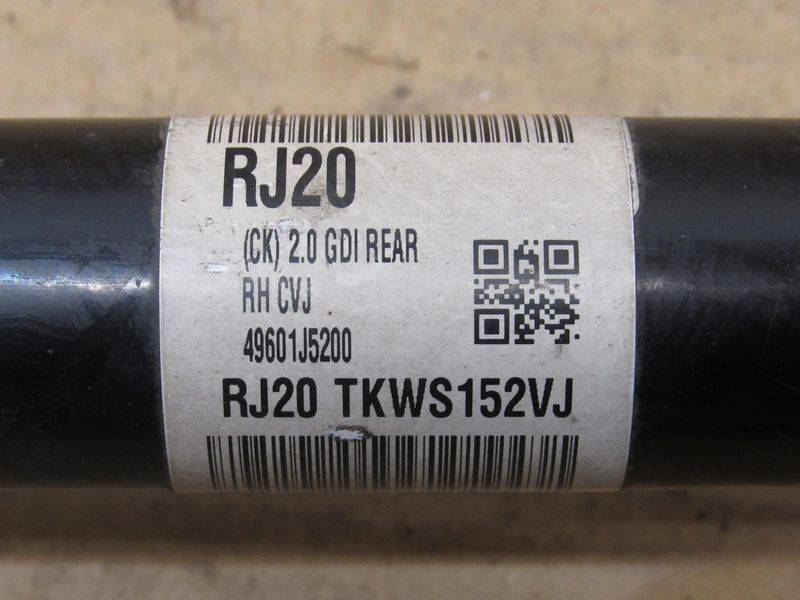 RJ20
(CK) 2.0 GDI REAR
RH CVJ
49601J5200
RJ20 TKWS152VJ